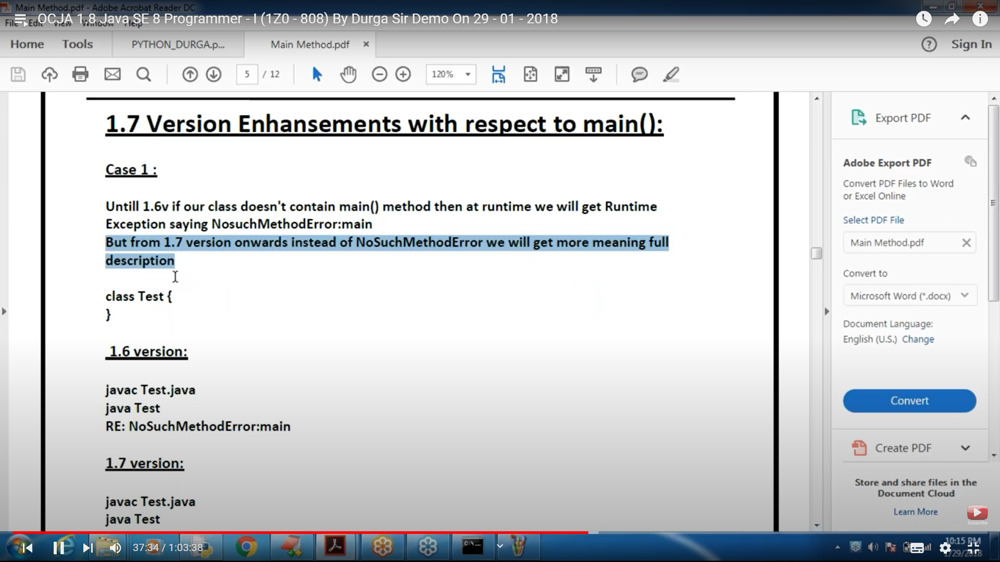 Main Method.pdf - Adobe Acrobat Reader DC
File Edit View Window Help
OCJA 1.8 Java SE 8 Programmer - I (1Z0 - 808) By Durga Sir Demo On 29 - 01 - 2018
Home Tools PYTHON_DURGA.p... Main Method.pdf × Sign In
5 / 12 120%
1.7 Version Enhansements with respect to main():
Case 1 :
Untill 1.6v if our class doesn't contain main() method then at runtime we will get Runtime
Exception saying NosuchMethodError:main
But from 1.7 version onwards instead of NoSuchMethodError we will get more meaning full
description
class Test {
}
1.6 version:
javac Test.java
java Test
RE: NoSuchMethodError:main
1.7 version:
javac Test.java
java Test
Export PDF
Adobe Export PDF
Convert PDF Files to Word
or Excel Online
Select PDF File
Main Method.pdf
Convert to
Microsoft Word (*.docx)
Document Language:
English (U.S.) Change
Convert
Create PDF
Store and share files in the
Document Cloud
Learn More
Subscribe
37:34 / 1:03:38
10:15 PM
1/29/2018